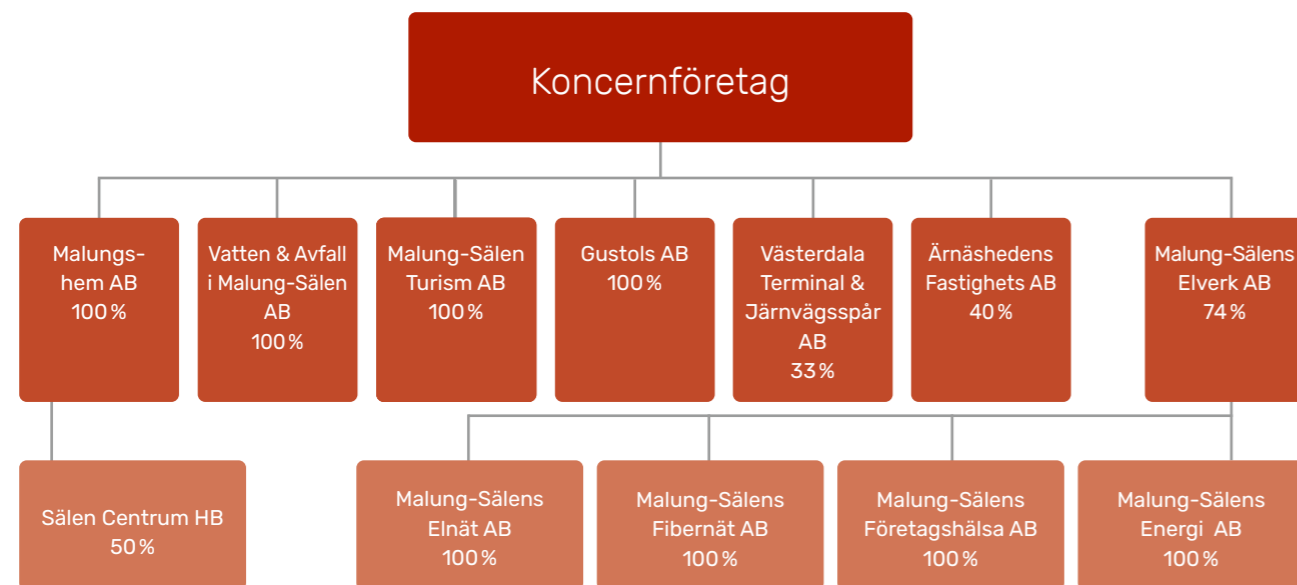 Koncernföretag
Malungs-
hem AB
100 %
Vatten & Avfall
i Malung-Sälen
AB
100 %
Malung-Sälen
Turism AB
100 %
Gustols AB
100 %
Västerdala
Terminal &
Järnvägsspår
AB
33 %
Ärnäshedens
Fastighets AB
40 %
Malung-Sälens
Elverk AB
74 %
Sälen Centrum HB
50 %
Malung-Sälens
Elnät AB
100 %
Malung-Sälens
Fibernät AB
100 %
Malung-Sälens
Företagshälsa AB
100 %
Malung-Sälens
Energi AB
100 %